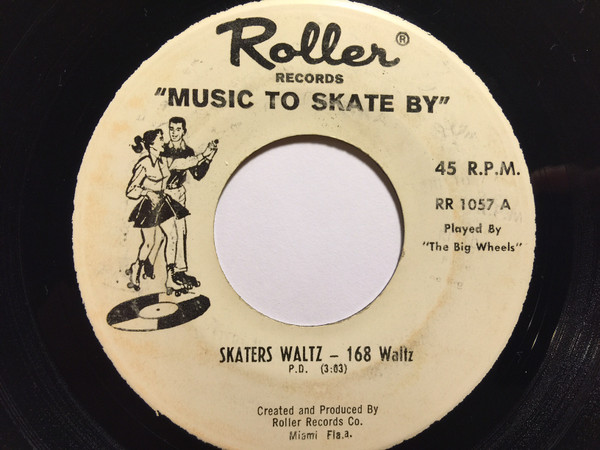 Roller®
RECORDS
"MUSIC TO SKATE BY"
45 R.P.M.
RR 1057 A
Played By
"The Big Wheels"
SKATERS WALTZ – 168 Waltz
P.D. (3:03)
Created and Produced By
Roller Records Co.
Miami Fla.a.